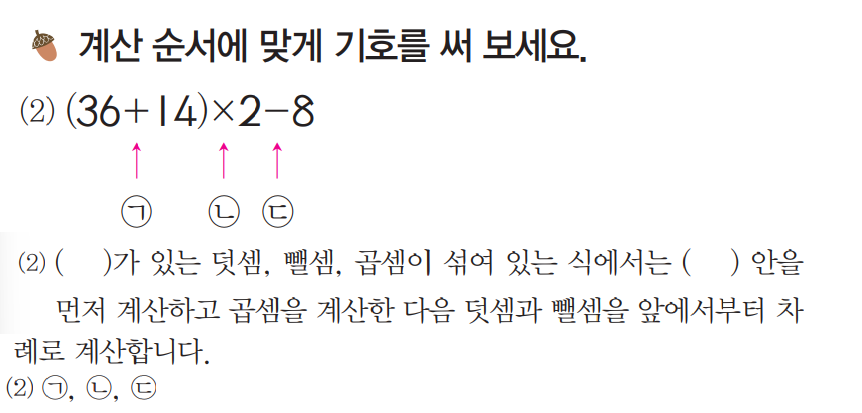 계산 순서에 맞게 기호를 써 보세요.
(2) (36+14)×2-8
㉠ ㉡ ㉢
(2) ( )가 있는 덧셈, 뺄셈, 곱셈이 섞여 있는 식에서는 ( ) 안을
먼저 계산하고 곱셈을 계산한 다음 덧셈과 뺄셈을 앞에서부터 차
례로 계산합니다.
(2) ㉠, ㉡, ㉢